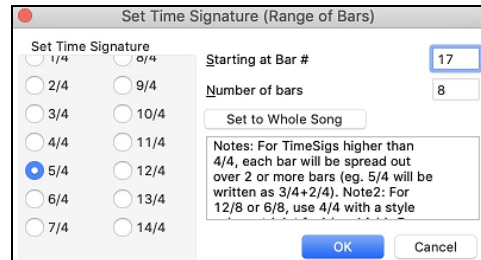 Set Time Signature (Range of Bars)
Set Time Signature
1/4
8/4
2/4
9/4
3/4
10/4
4/4
11/4
5/4
12/4
6/4
13/4
7/4
14/4
Starting at Bar #
17
Number of bars
8
Set to Whole Song
Notes: For TimeSigs higher than
4/4, each bar will be spread out
over 2 or more bars (eg. 5/4 will be
written as 3/4+2/4). Note2: For
12/8 or 6/8, use 4/4 with a style
OK
Cancel